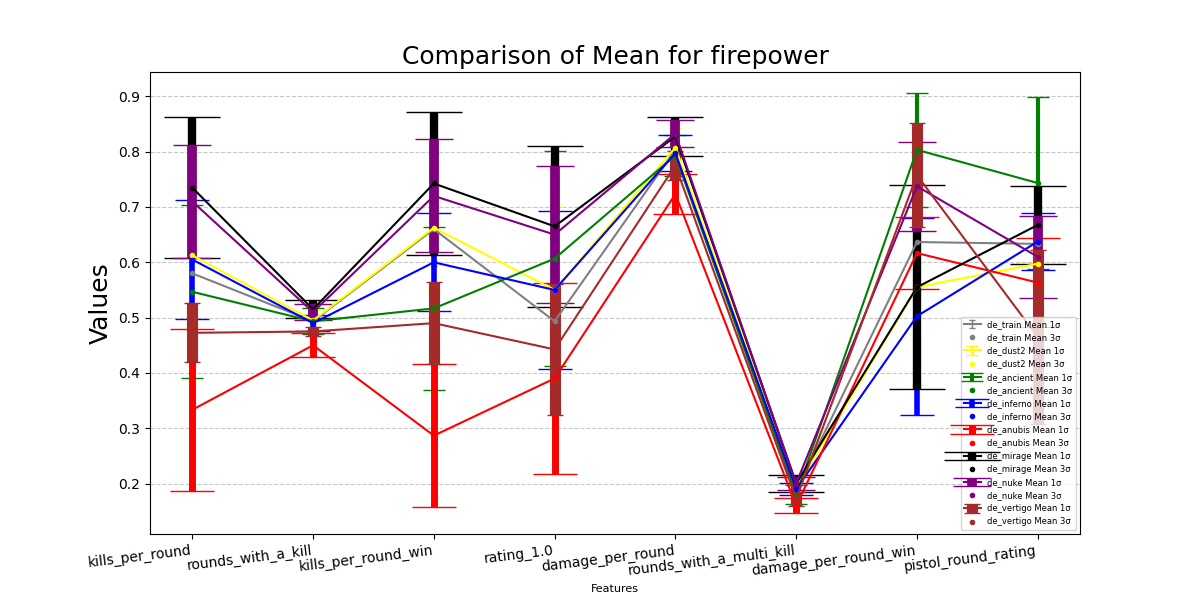 Comparison of Mean for firepower
Values
0.9
0.8
0.7
0.6
0.5
0.4
0.3
0.2
kills_per_round
rounds_with_a_kill
kills_per_round_win
rating_1.0
damage_per_round
rounds_with_a_multi_kill
damage_per_round_win
pistol_round_rating
Features
de_train Mean 1σ
de_train Mean 3σ
de_dust2 Mean 1σ
de_dust2 Mean 3σ
de_ancient Mean 1σ
de_ancient Mean 3σ
de_inferno Mean 1σ
de_inferno Mean 3σ
de_anubis Mean 1σ
de_anubis Mean 3σ
de_mirage Mean 1σ
de_mirage Mean 3σ
de_nuke Mean 1σ
de_nuke Mean 3σ
de_vertigo Mean 1σ
de_vertigo Mean 3σ